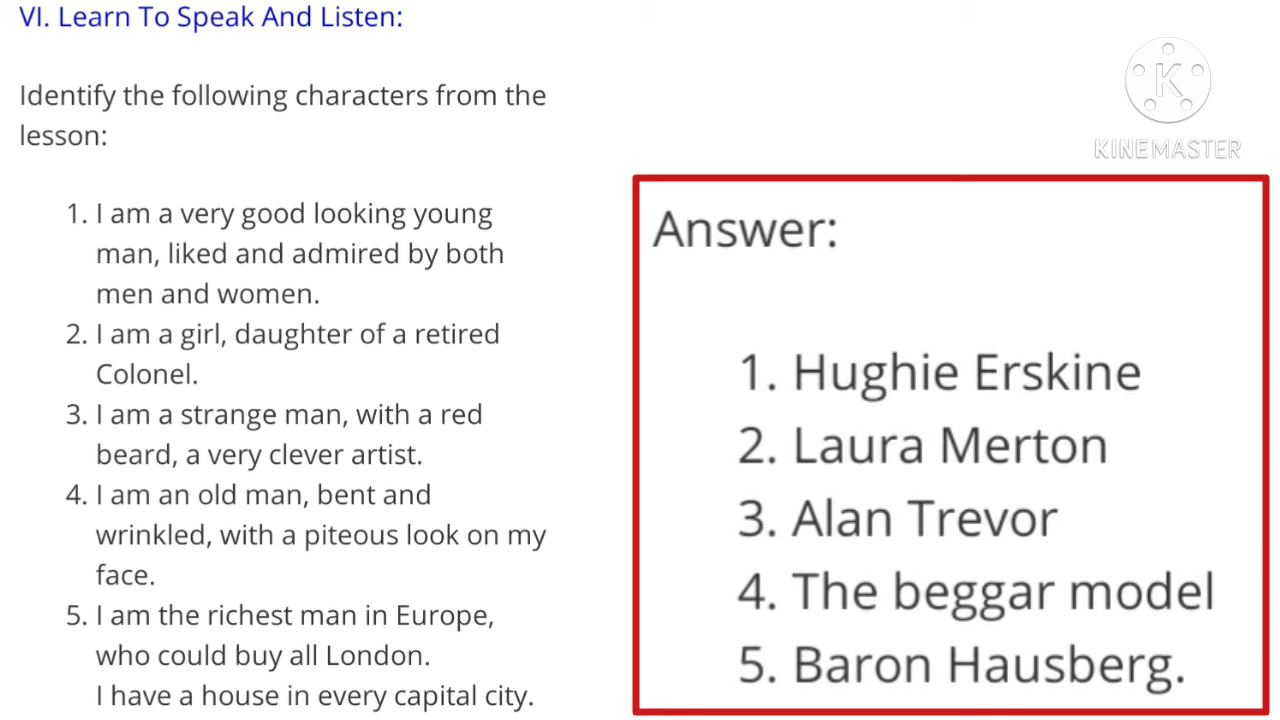 VI. Learn To Speak And Listen:
Identify the following characters from the
lesson:
1. I am a very good looking young
man, liked and admired by both
men and women.
2. I am a girl, daughter of a retired
Colonel.
3. I am a strange man, with a red
beard, a very clever artist.
4. I am an old man, bent and
wrinkled, with a piteous look on my
face.
5. I am the richest man in Europe,
who could buy all London.
I have a house in every capital city.
K
KINEMASTER
Answer:
1. Hughie Erskine
2. Laura Merton
3. Alan Trevor
4. The beggar model
5. Baron Hausberg.